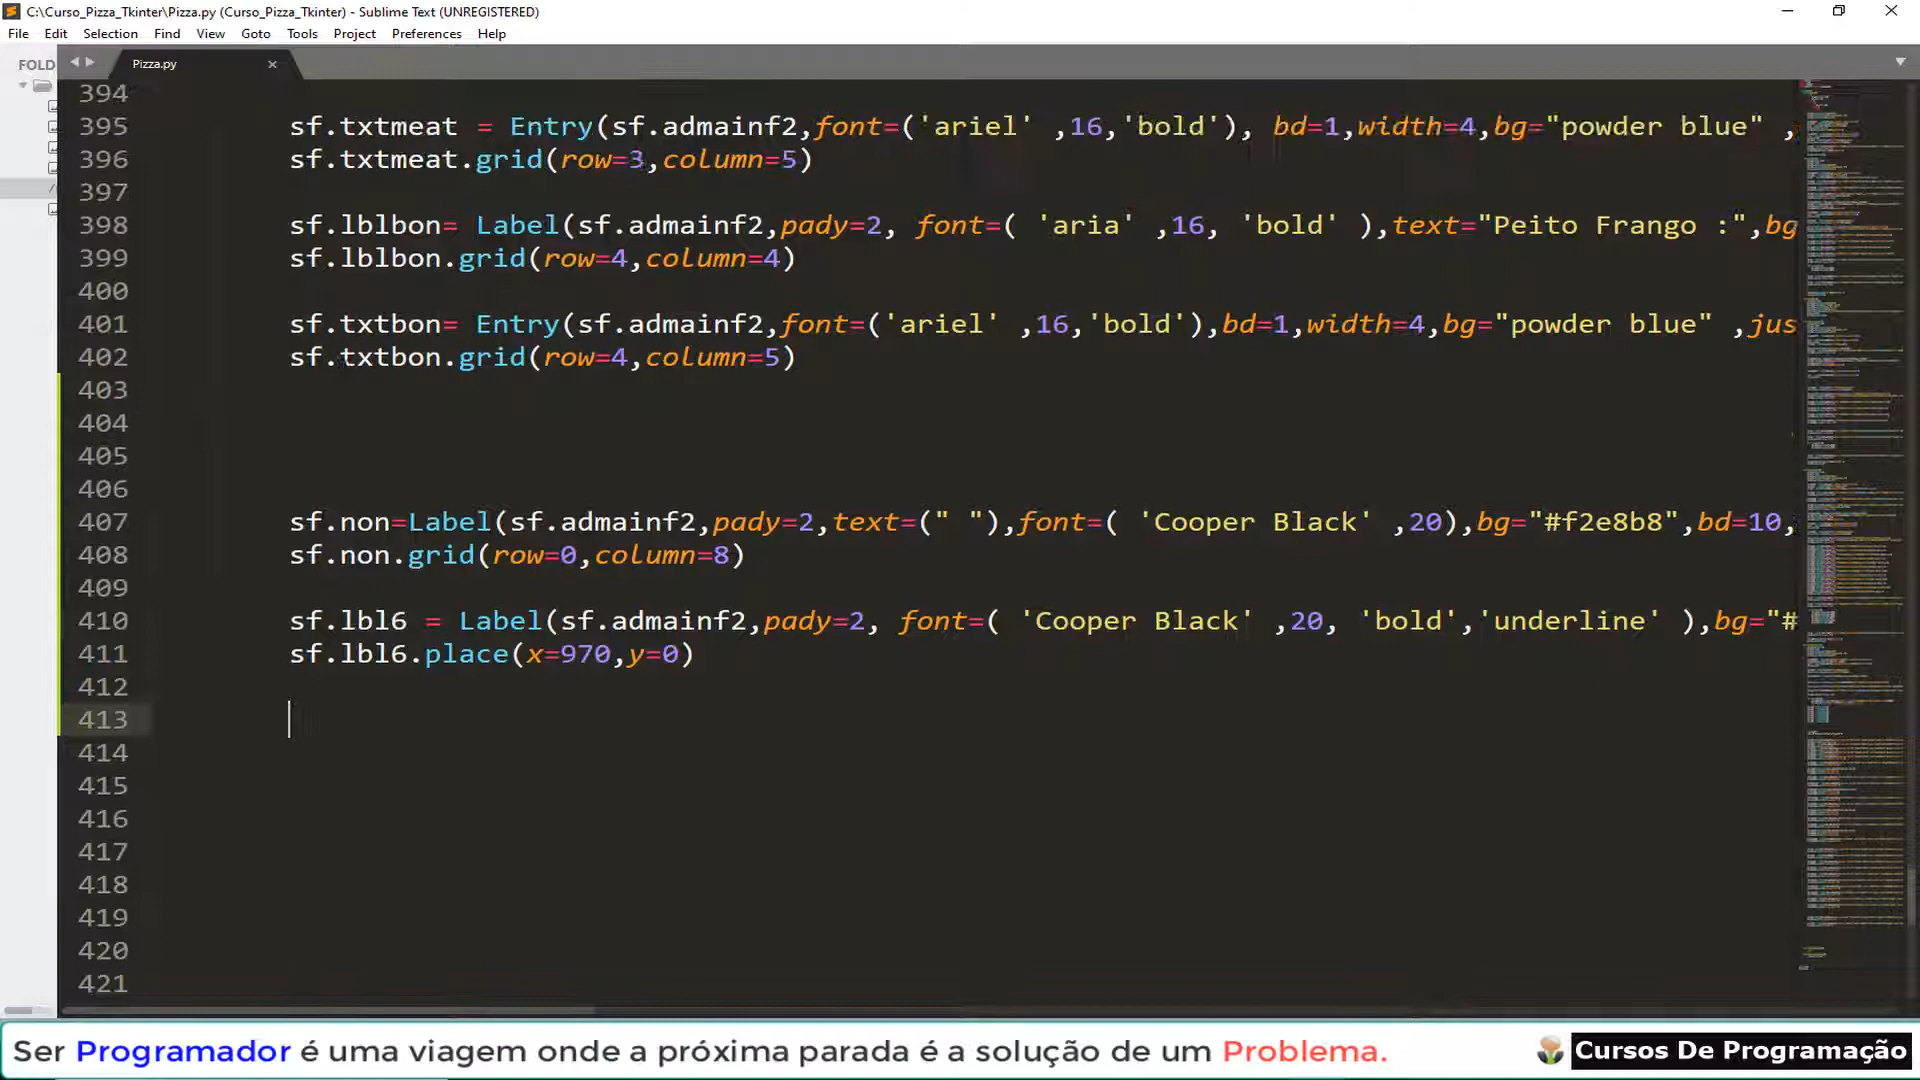 C:\Curso_Pizza_Tkinter\Pizza.py (Curso_Pizza_Tkinter) - Sublime Text (UNREGISTERED)
File Edit Selection Find View Goto Tools Project Preferences Help
FOLD
Pizza.py
394
395 sf.txtmeat = Entry(sf.admainf2,font=('ariel' ,16,'bold'), bd=1,width=4,bg="powder blue" ,
396 sf.txtmeat.grid(row=3,column=5)
397
398 sf.lblbon= Label(sf.admainf2,pady=2, font=( 'aria' ,16, 'bold' ),text="Peito Frango :",bg
399 sf.lblbon.grid(row=4,column=4)
400
401 sf.txtbon= Entry(sf.admainf2,font=('ariel' ,16,'bold'),bd=1,width=4,bg="powder blue" ,jus
402 sf.txtbon.grid(row=4,column=5)
403
404
405
406
407 sf.non=Label(sf.admainf2,pady=2,text=(" "),font=( 'Cooper Black' ,20),bg="#f2e8b8",bd=10,
408 sf.non.grid(row=0,column=8)
409
410 sf.lbl6 = Label(sf.admainf2,pady=2, font=( 'Cooper Black' ,20, 'bold','underline' ),bg="#
411 sf.lbl6.place(x=970,y=0)
412
413
414
415
416
417
418
419
420
421
Ser Programador é uma viagem onde a próxima parada é a solução de um Problema.
Cursos De Programação